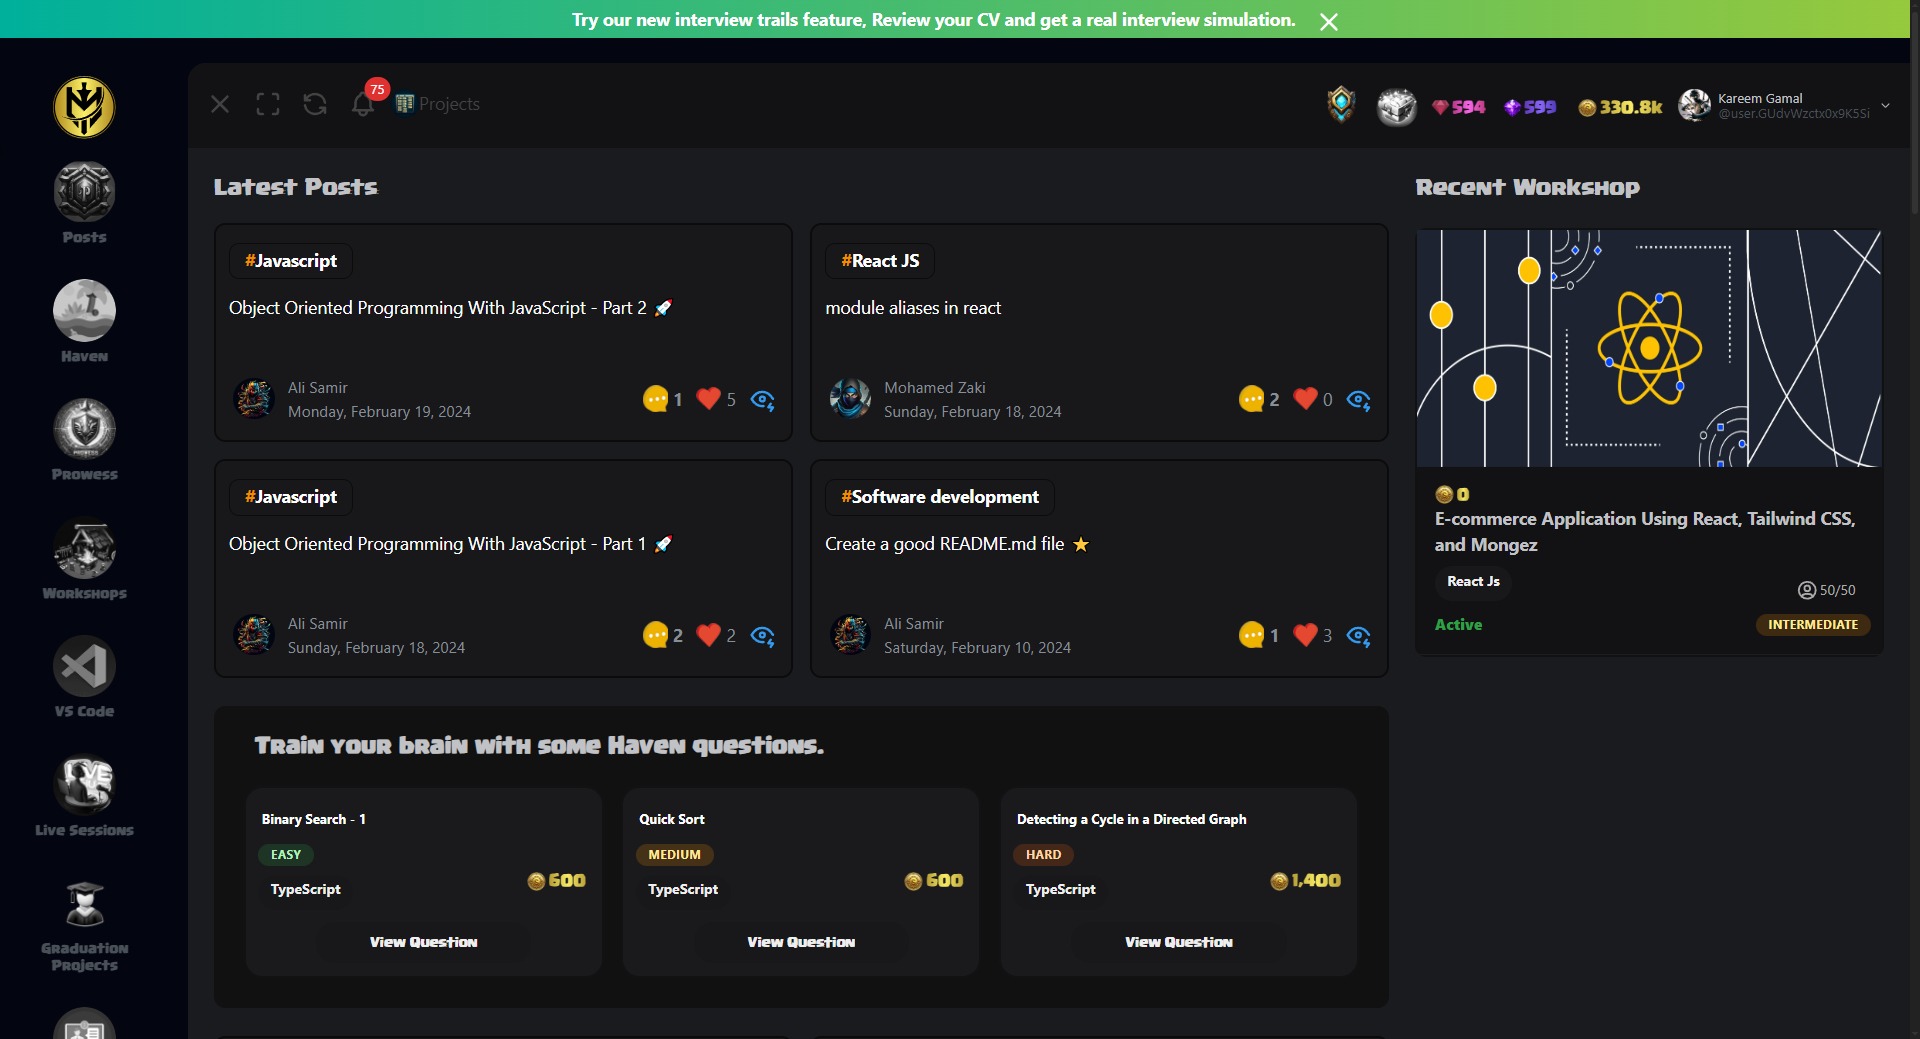 Try our new interview trails feature, Review your CV and get a real interview simulation.
75
Projects
594
599
330.8k
Kareem Gamal
@user.GUdvWzctx0x9K5Si
Posts
Haven
Prowess
Workshops
VS Code
Live Sessions
Graduation
Projects
Latest Posts
#Javascript
Object Oriented Programming With JavaScript - Part 2 🚀
Ali Samir
Monday, February 19, 2024
1
5
#React JS
module aliases in react
Mohamed Zaki
Sunday, February 18, 2024
2
0
#Javascript
Object Oriented Programming With JavaScript - Part 1 🚀
Ali Samir
Sunday, February 18, 2024
2
2
#Software development
Create a good README.md file ⭐
Ali Samir
Saturday, February 10, 2024
1
3
Train your brain with some Haven questions.
Binary Search - 1
EASY
600
TypeScript
View Question
Quick Sort
MEDIUM
600
TypeScript
View Question
Detecting a Cycle in a Directed Graph
HARD
1,400
TypeScript
View Question
Recent Workshop
0
E-commerce Application Using React, Tailwind CSS,
and Mongez
React Js
50/50
Active
INTERMEDIATE